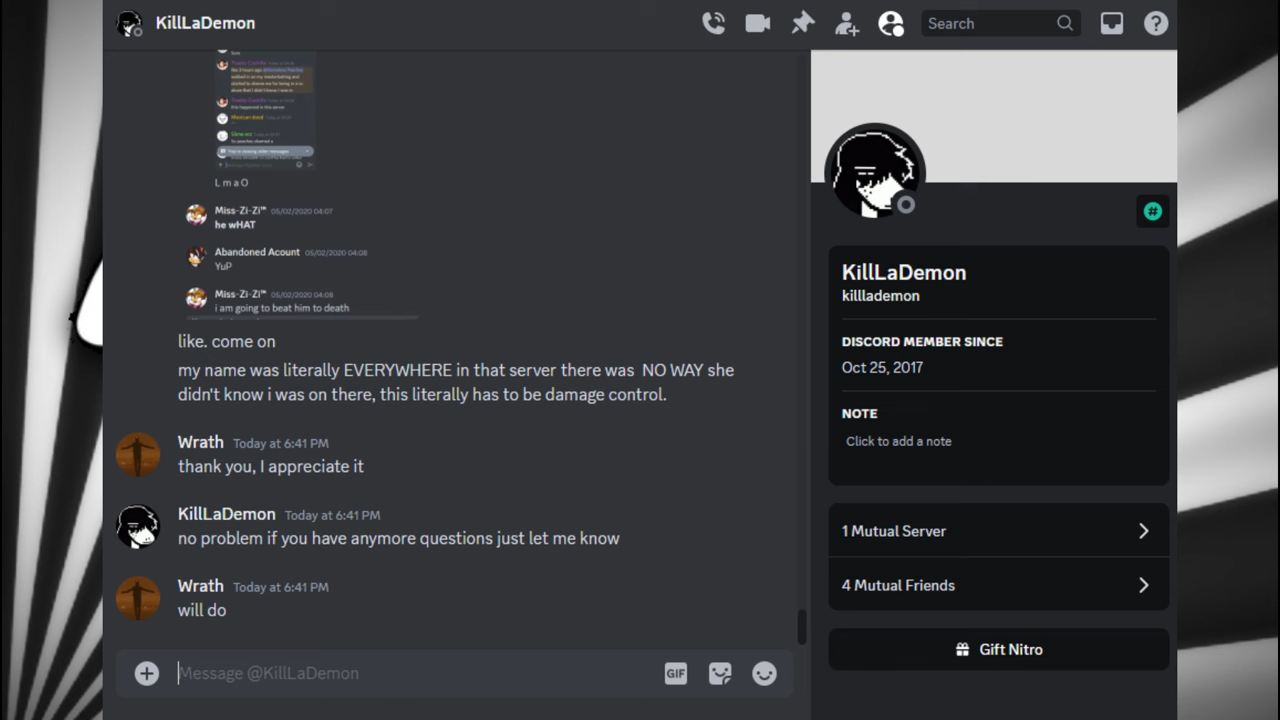 KillLaDemon
Search
L m a O
Miss-Zi-Zi™ 05/02/2020 04:07
he wHAT
Abandoned Acount 05/02/2020 04:08
YuP
Miss-Zi-Zi™ 05/02/2020 04:08
i am going to beat him to death
like. come on
my name was literally EVERYWHERE in that server there was NO WAY she
didn't know i was on there, this literally has to be damage control.
Wrath Today at 6:41 PM
thank you, I appreciate it
KillLaDemon Today at 6:41 PM
no problem if you have anymore questions just let me know
Wrath Today at 6:41 PM
will do
Message @KillLaDemon
GIF
KillLaDemon
killlademon
DISCORD MEMBER SINCE
Oct 25, 2017
NOTE
Click to add a note
1 Mutual Server
4 Mutual Friends
Gift Nitro